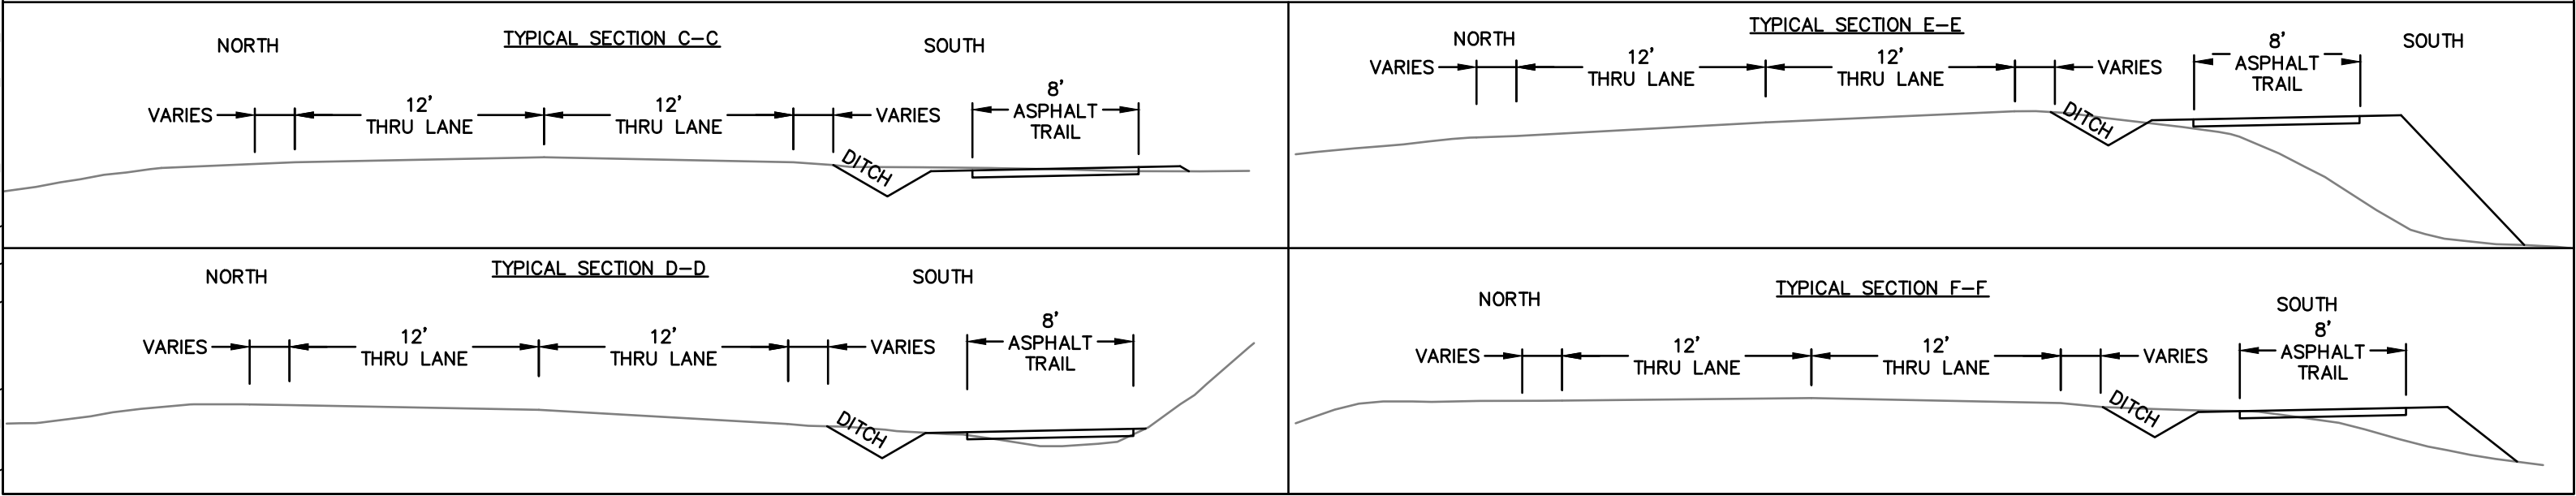 TYPICAL SECTION C-C
NORTH
SOUTH
VARIES
12'
THRU LANE
12'
THRU LANE
VARIES
8'
ASPHALT
TRAIL
DITCH
TYPICAL SECTION E-E
NORTH
SOUTH
VARIES
12'
THRU LANE
12'
THRU LANE
VARIES
8'
ASPHALT
TRAIL
DITCH
TYPICAL SECTION D-D
NORTH
SOUTH
VARIES
12'
THRU LANE
12'
THRU LANE
VARIES
8'
ASPHALT
TRAIL
DITCH
TYPICAL SECTION F-F
NORTH
SOUTH
VARIES
12'
THRU LANE
12'
THRU LANE
VARIES
8'
ASPHALT
TRAIL
DITCH